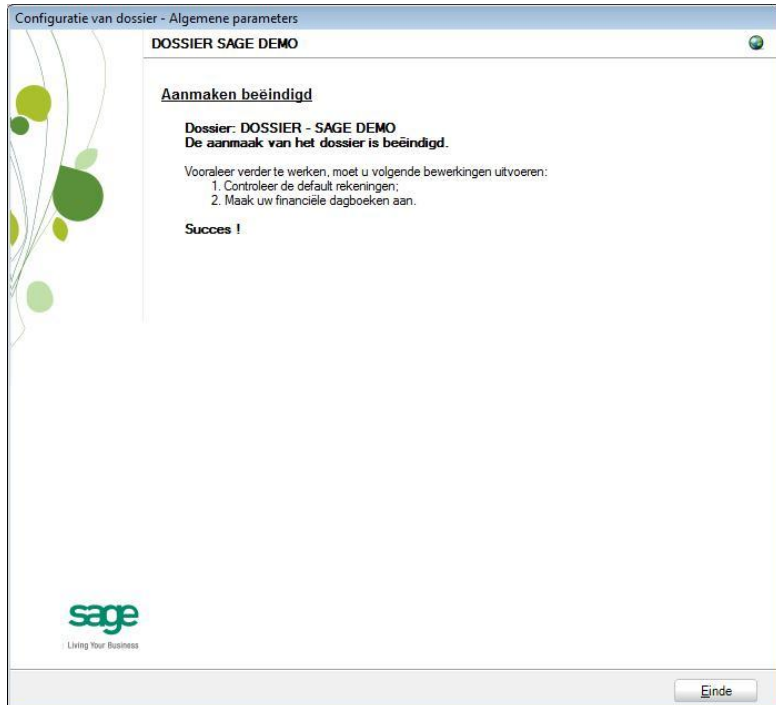 Configuratie van dossier - Algemene parameters
DOSSIER SAGE DEMO
Aanmaken beëindigd
Dossier: DOSSIER - SAGE DEMO
De aanmaak van het dossier is beëindigd.
Vooraleer verder te werken, moet u volgende bewerkingen uitvoeren:
1. Controleer de default rekeningen;
2. Maak uw financiële dagboeken aan.
Succes !
sage
Living Your Business
Einde